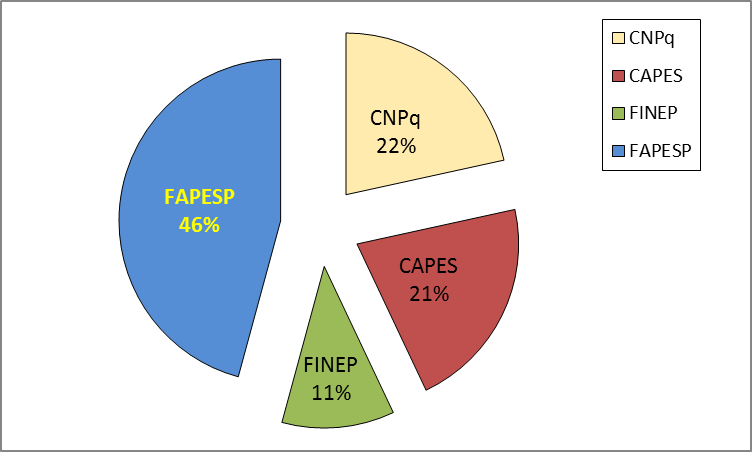 CNPq
22%
CAPES
21%
FINEP
11%
FAPESP
46%
CNPq
CAPES
FINEP
FAPESP